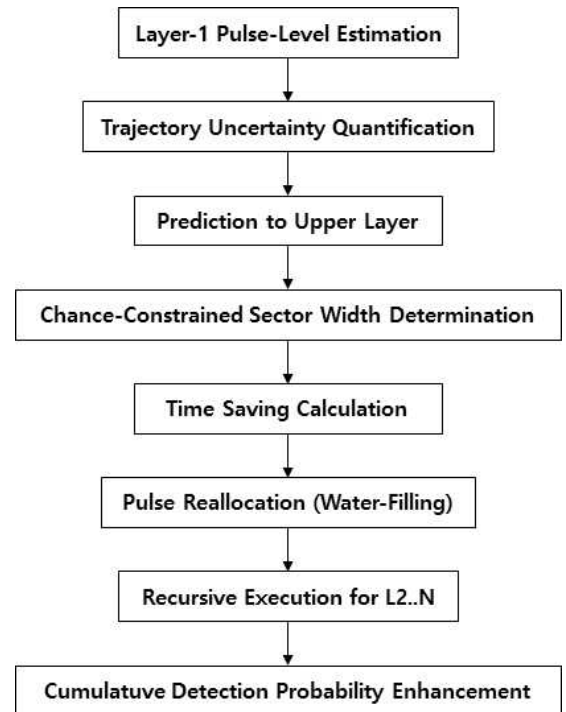 Layer-1 Pulse-Level Estimation
Trajectory Uncertainty Quantification
Prediction to Upper Layer
Chance-Constrained Sector Width Determination
Time Saving Calculation
Pulse Reallocation (Water-Filling)
Recursive Execution for L2..N
Cumulatuve Detection Probability Enhancement